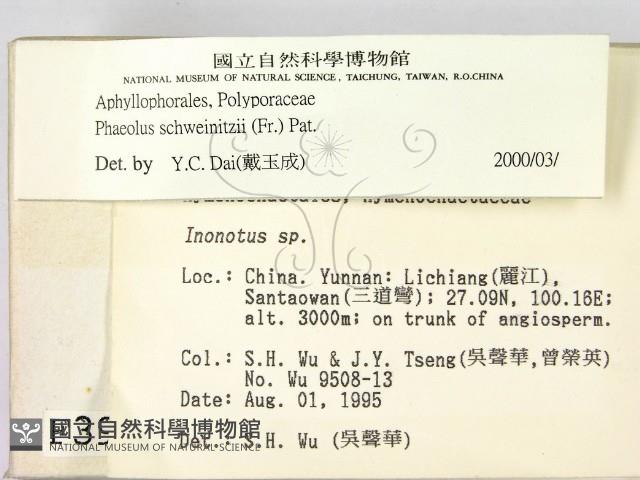 國立自然科學博物館
NATIONAL MUSEUM OF NATURAL SCIENCE, TAICHUNG, TAIWAN, R.O.CHINA
Aphyllophorales, Polyporaceae
Phaeolus schweinitzii (Fr.) Pat.
Det. by Y.C. Dai(戴玉成) 2000/03/
Hymenochaetales, Hymenochaetaceae
Inonotus sp.
Loc.: China. Yunnan: Lichiang(麗江),
Santaowan(三道彎); 27.09N, 100.16E;
alt. 3000m; on trunk of angiosperm.
Col.: S.H. Wu & J.Y. Tseng(吳聲華,曾榮英)
No. Wu 9508-13
Date: Aug. 01, 1995
國立自然科學博物館
NATIONAL MUSEUM OF NATURAL SCIENCE
Det.: S.H. Wu (吳聲華)